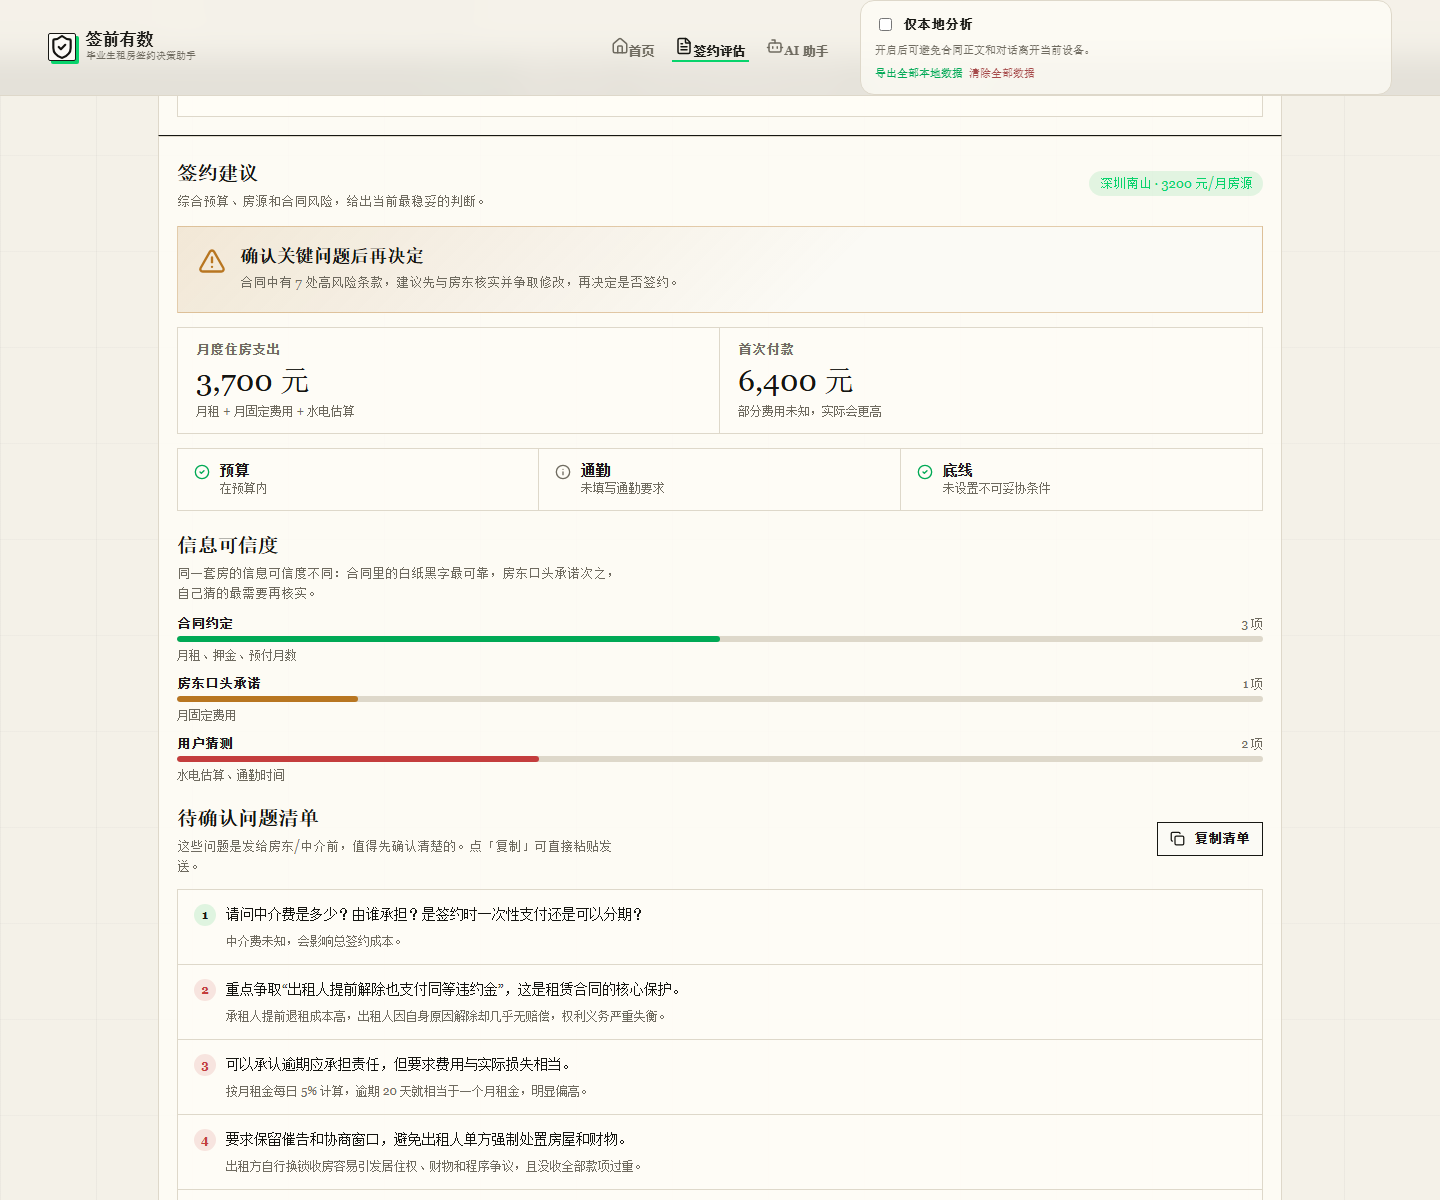 签前有数
毕业生租房签约决策助手
首页
签约评估
AI 助手
仅本地分析
开启后可避免合同正文和对话离开当前设备。
导出全部本地数据 清除全部数据
签约建议
综合预算、房源和合同风险，给出当前最稳妥的判断。
深圳南山 · 3200 元/月房源
确认关键问题后再决定
合同中有 7 处高风险条款，建议先与房东核实并争取修改，再决定是否签约。
月度住房支出
3,700 元
月租 + 月固定费用 + 水电估算
首次付款
6,400 元
部分费用未知，实际会更高
预算
在预算内
通勤
未填写通勤要求
底线
未设置不可妥协条件
信息可信度
同一套房的信息可信度不同：合同里的白纸黑字最可靠，房东口头承诺次之，
自己猜的最需要再核实。
合同约定
3 项
月租、押金、预付月数
房东口头承诺
1 项
月固定费用
用户猜测
2 项
水电估算、通勤时间
待确认问题清单
这些问题是发给房东/中介前，值得先确认清楚的。点「复制」可直接粘贴发
送。
复制清单
1 请问中介费是多少？由谁承担？是签约时一次性支付还是可以分期？
中介费未知，会影响总签约成本。
2 重点争取“出租人提前解除也支付同等违约金”，这是租赁合同的核心保护。
承租人提前退租成本高，出租人因自身原因解除却几乎无赔偿，权利义务严重失衡。
3 可以承认逾期应承担责任，但要求费用与实际损失相当。
按月租金每日 5% 计算，逾期 20 天就相当于一个月租金，明显偏高。
4 要求保留催告和协商窗口，避免出租人单方强制处置房屋和财物。
出租方自行换锁收房容易引发居住权、财物和程序争议，且没收全部款项过重。